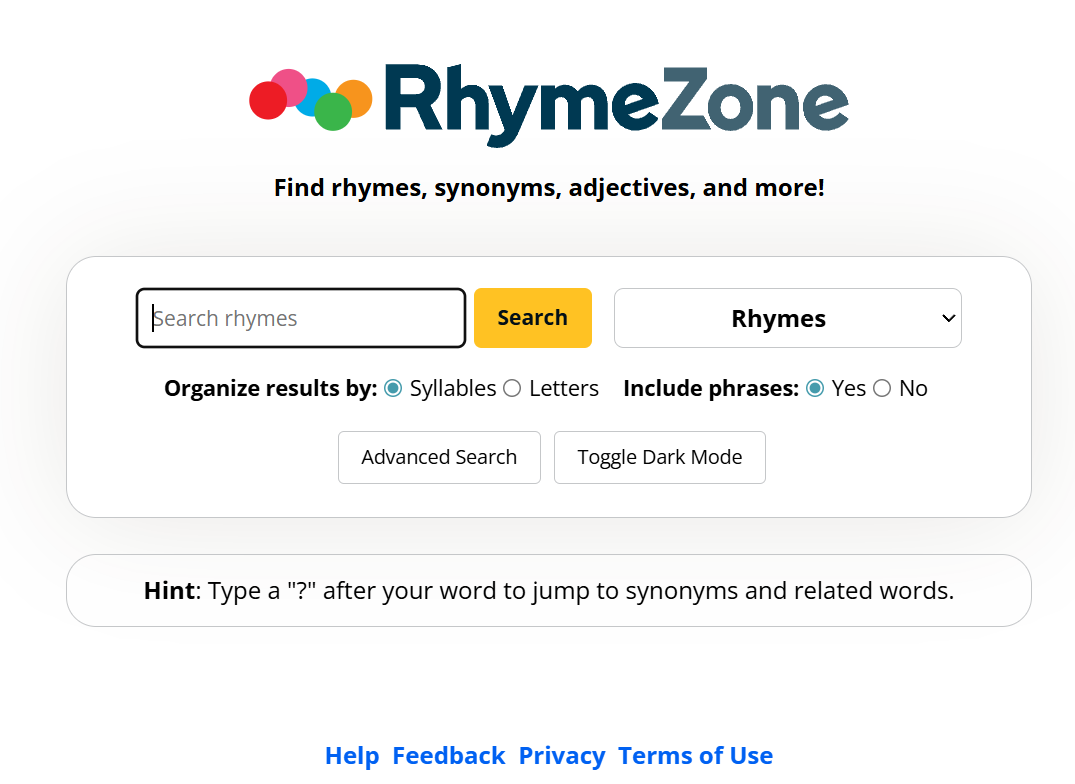 RhymeZone
Find rhymes, synonyms, adjectives, and more!
Search rhymes Search Rhymes
Organize results by: Syllables Letters Include phrases: Yes No
Advanced Search Toggle Dark Mode
Hint: Type a "?" after your word to jump to synonyms and related words.
Help Feedback Privacy Terms of Use